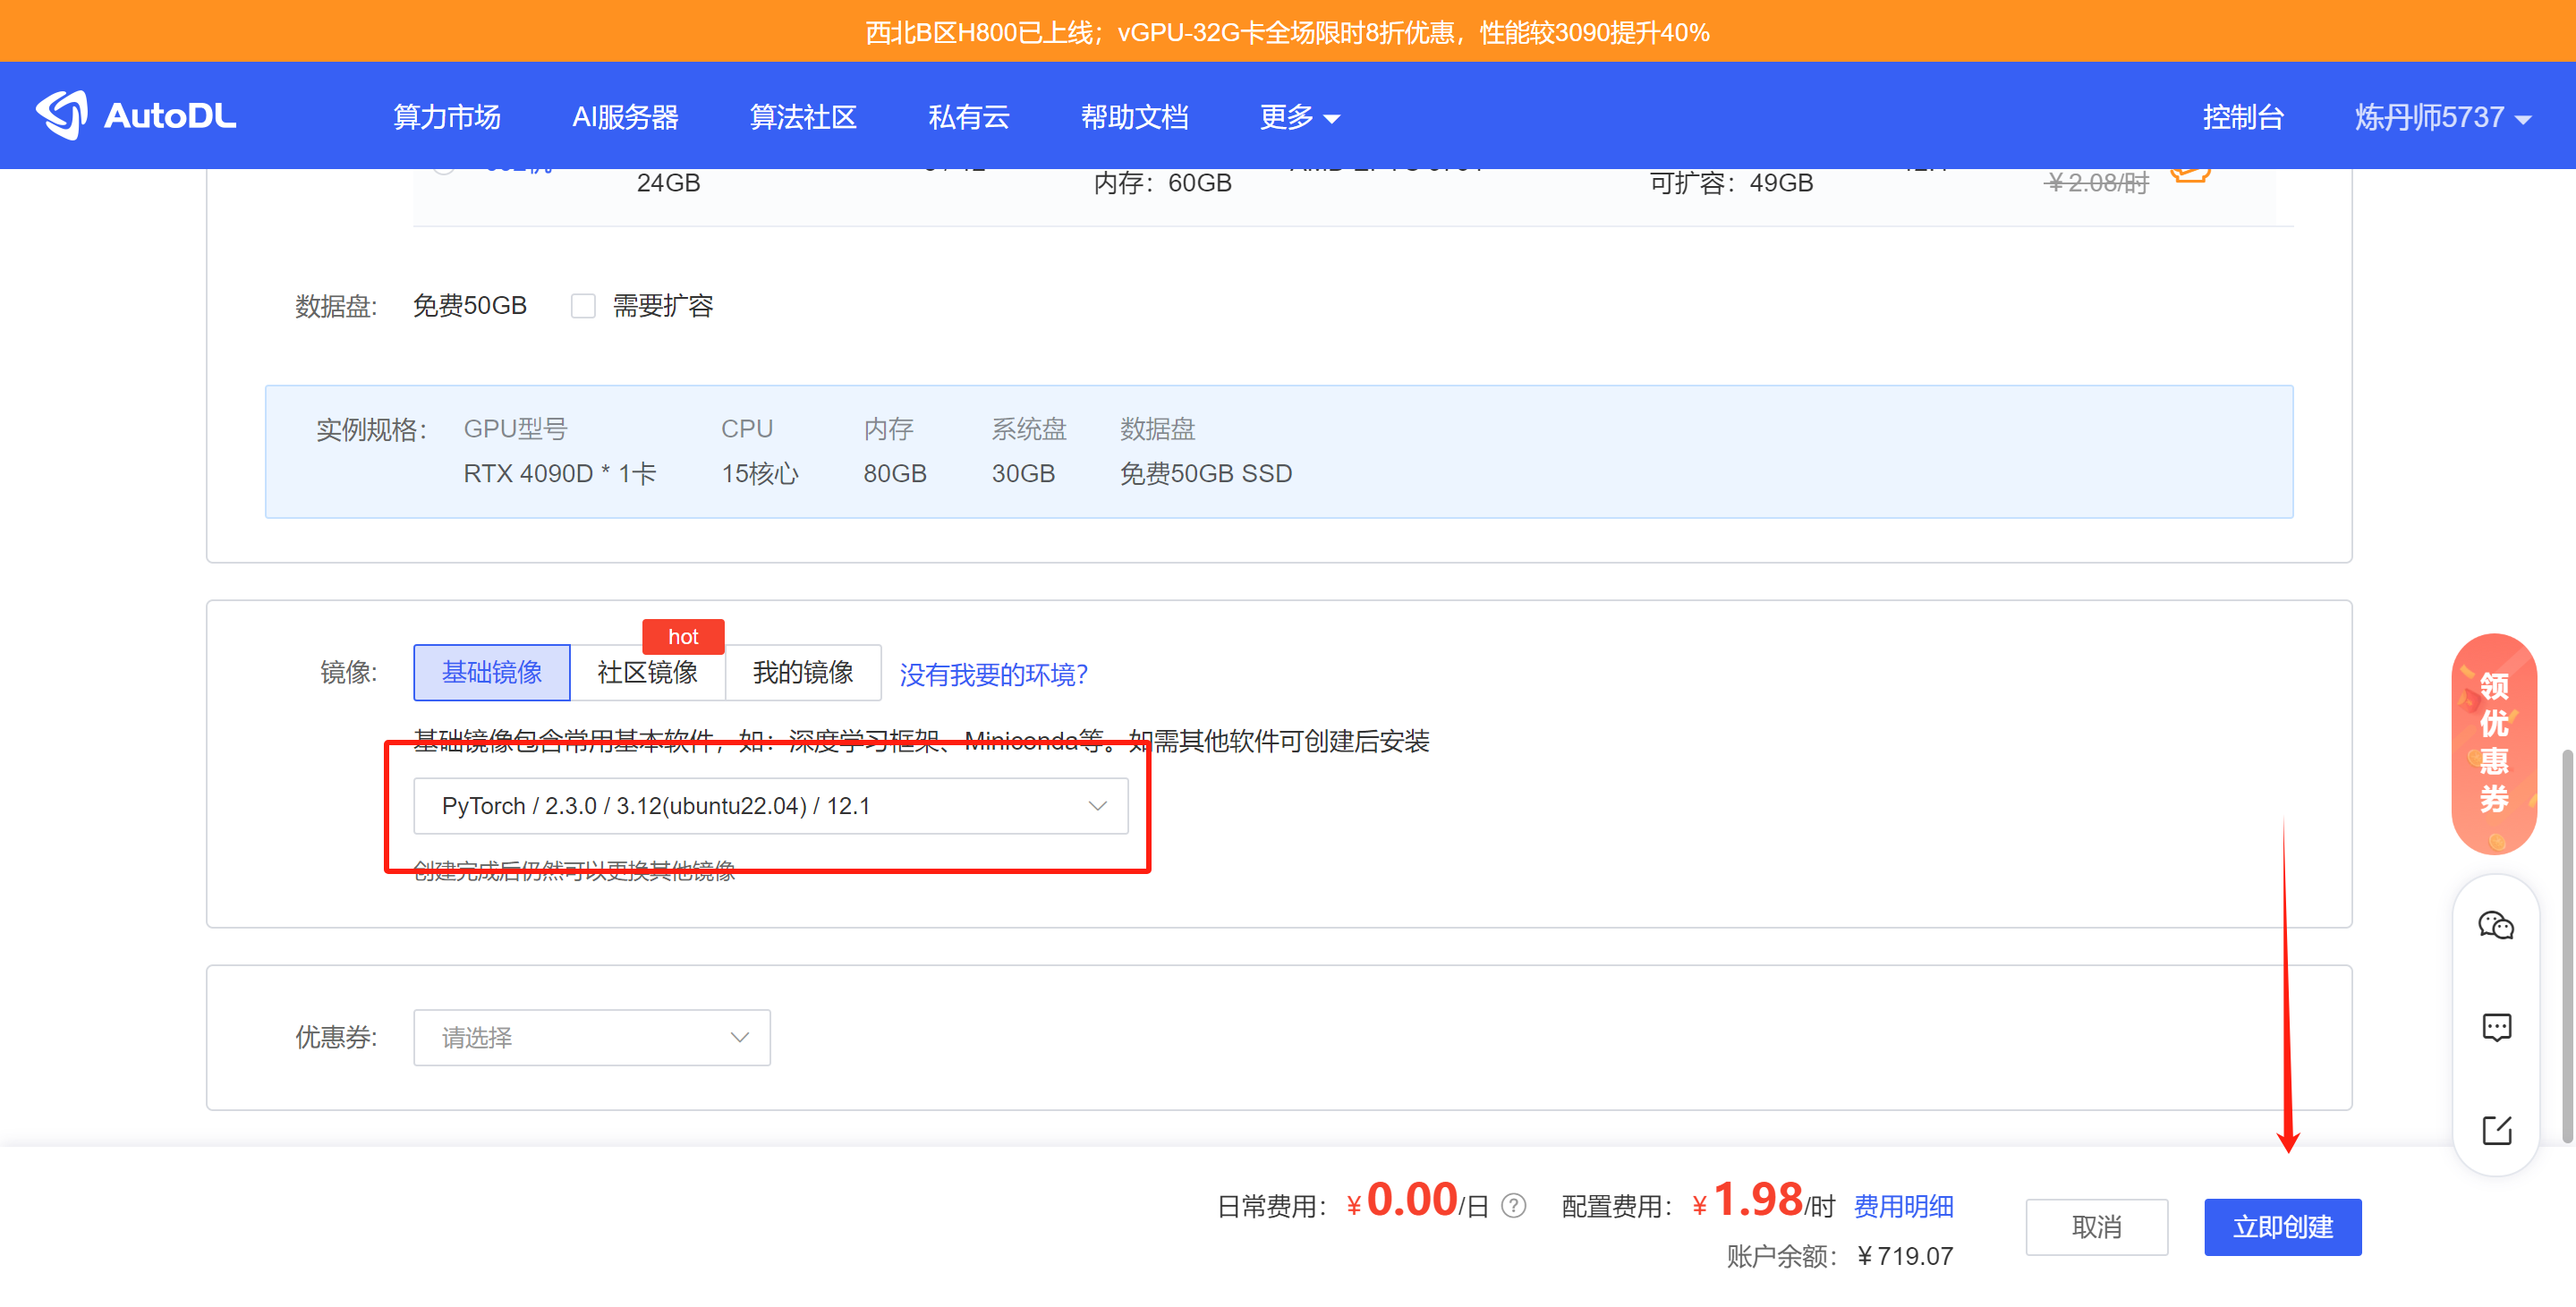 西北B区H800已上线；vGPU-32G卡全场限时8折优惠，性能较3090提升40%
AutoDL 算力市场 AI服务器 算法社区 私有云 帮助文档 更多 控制台 炼丹师5737
24GB 内存：60GB 可扩容：49GB ￥2.08/时
数据盘: 免费50GB 需要扩容
实例规格: GPU型号 CPU 内存 系统盘 数据盘
RTX 4090D * 1卡 15核心 80GB 30GB 免费50GB SSD
hot
镜像: 基础镜像 社区镜像 我的镜像 没有我要的环境?
基础镜像包含常用基本软件，如：深度学习框架、Miniconda等。如需其他软件可创建后安装
PyTorch / 2.3.0 / 3.12(ubuntu22.04) / 12.1
创建完成后仍然可以更换其他镜像
优惠券: 请选择
领优惠券
日常费用：￥0.00/日 配置费用：￥1.98/时 费用明细
账户余额：￥719.07
取消 立即创建